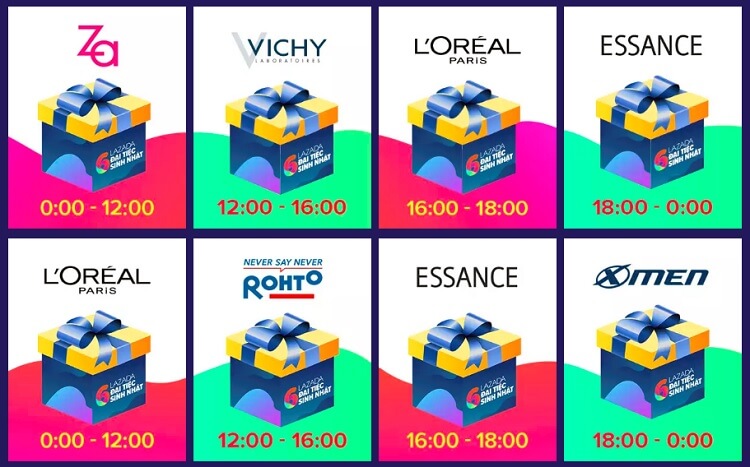 Za
VICHY
LABORATOIRES
L'ORÉAL
PARIS
ESSANCE
6
LAZADA
ĐẠI TIỆC
SINH NHẬT
6
LAZADA
ĐẠI TIỆC
SINH NHẬT
6
LAZADA
ĐẠI TIỆC
SINH NHẬT
6
LAZADA
ĐẠI TIỆC
SINH NHẬT
0:00 - 12:00
12:00 - 16:00
16:00 - 18:00
18:00 - 0:00
L'ORÉAL
PARIS
NEVER SAY NEVER
ROHTO
ESSANCE
XMEN
6
LAZADA
ĐẠI TIỆC
SINH NHẬT
6
LAZADA
ĐẠI TIỆC
SINH NHẬT
6
LAZADA
ĐẠI TIỆC
SINH NHẬT
6
LAZADA
ĐẠI TIỆC
SINH NHẬT
0:00 - 12:00
12:00 - 16:00
16:00 - 18:00
18:00 - 0:00